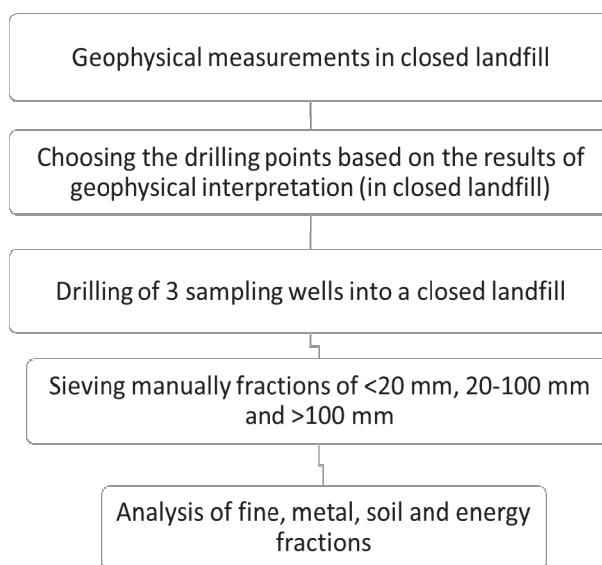 Geophysical measurements in closed landfill
Choosing the drilling points based on the results of
geophysical interpretation (in closed landfill)
Drilling of 3 sampling wells into a closed landfill
Sieving manually fractions of <20 mm, 20-100 mm
and >100 mm
Analysis of fine, metal, soil and energy
fractions